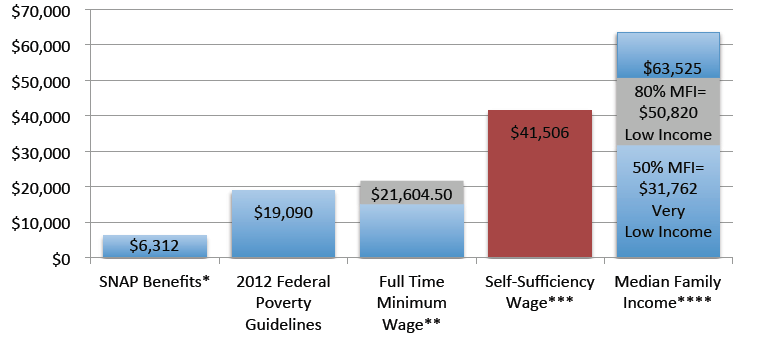 $70,000
$60,000
$50,000
$40,000
$30,000
$20,000
$10,000
$0
$6,312
$19,090
$21,604.50
$41,506
$63,525
80% MFI=
$50,820
Low Income
50% MFI=
$31,762
Very
Low Income
SNAP Benefits*
2012 Federal
Poverty
Guidelines
Full Time
Minimum
Wage**
Self-Sufficiency
Wage***
Median Family
Income****